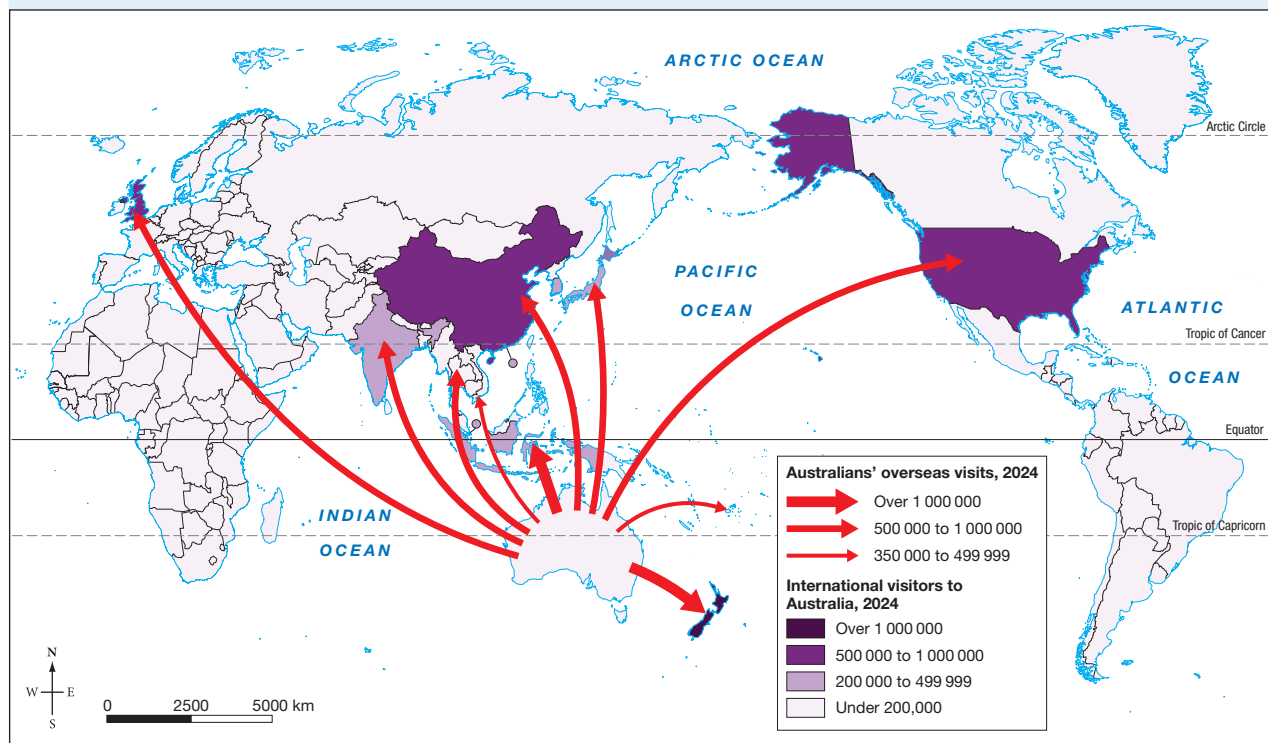 ARCTIC OCEAN
Arctic Circle
PACIFIC
OCEAN
ATLANTIC
Tropic of Cancer
OCEAN
Equator
INDIAN
OCEAN
Tropic of Capricorn
Australians' overseas visits, 2024
Over 1 000 000
500 000 to 1 000 000
350 000 to 499 999
International visitors to
Australia, 2024
Over 1 000 000
500 000 to 1 000 000
200 000 to 499 999
Under 200,000
N
W E
S
0 2500 5000 km